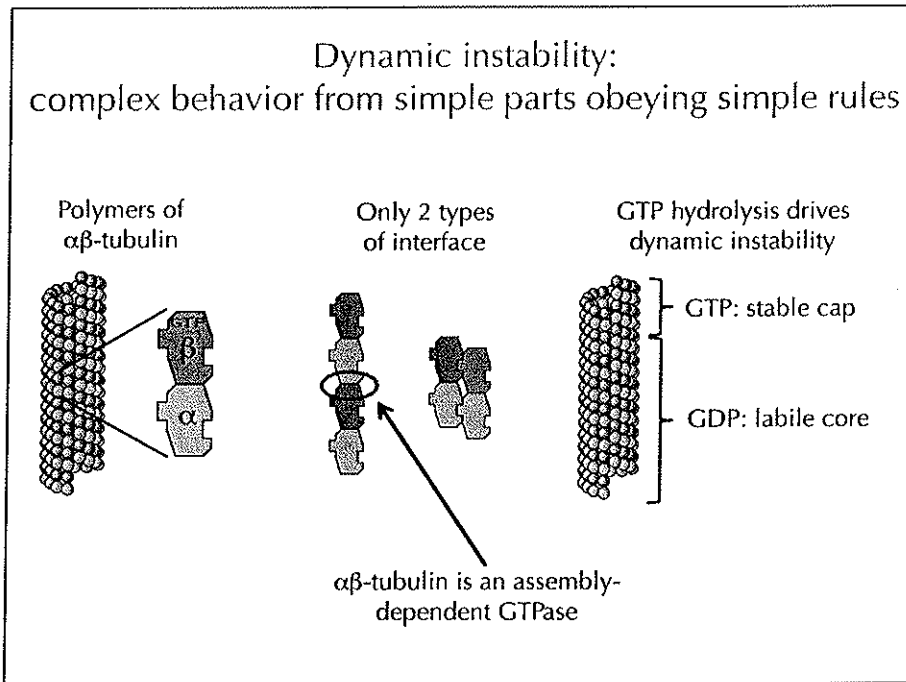 Dynamic instability:
complex behavior from simple parts obeying simple rules
Polymers of
αβ-tubulin
Only 2 types
of interface
GTP hydrolysis drives
dynamic instability
GTP
β
α
GTP: stable cap
GDP: labile core
αβ-tubulin is an assembly-
dependent GTPase